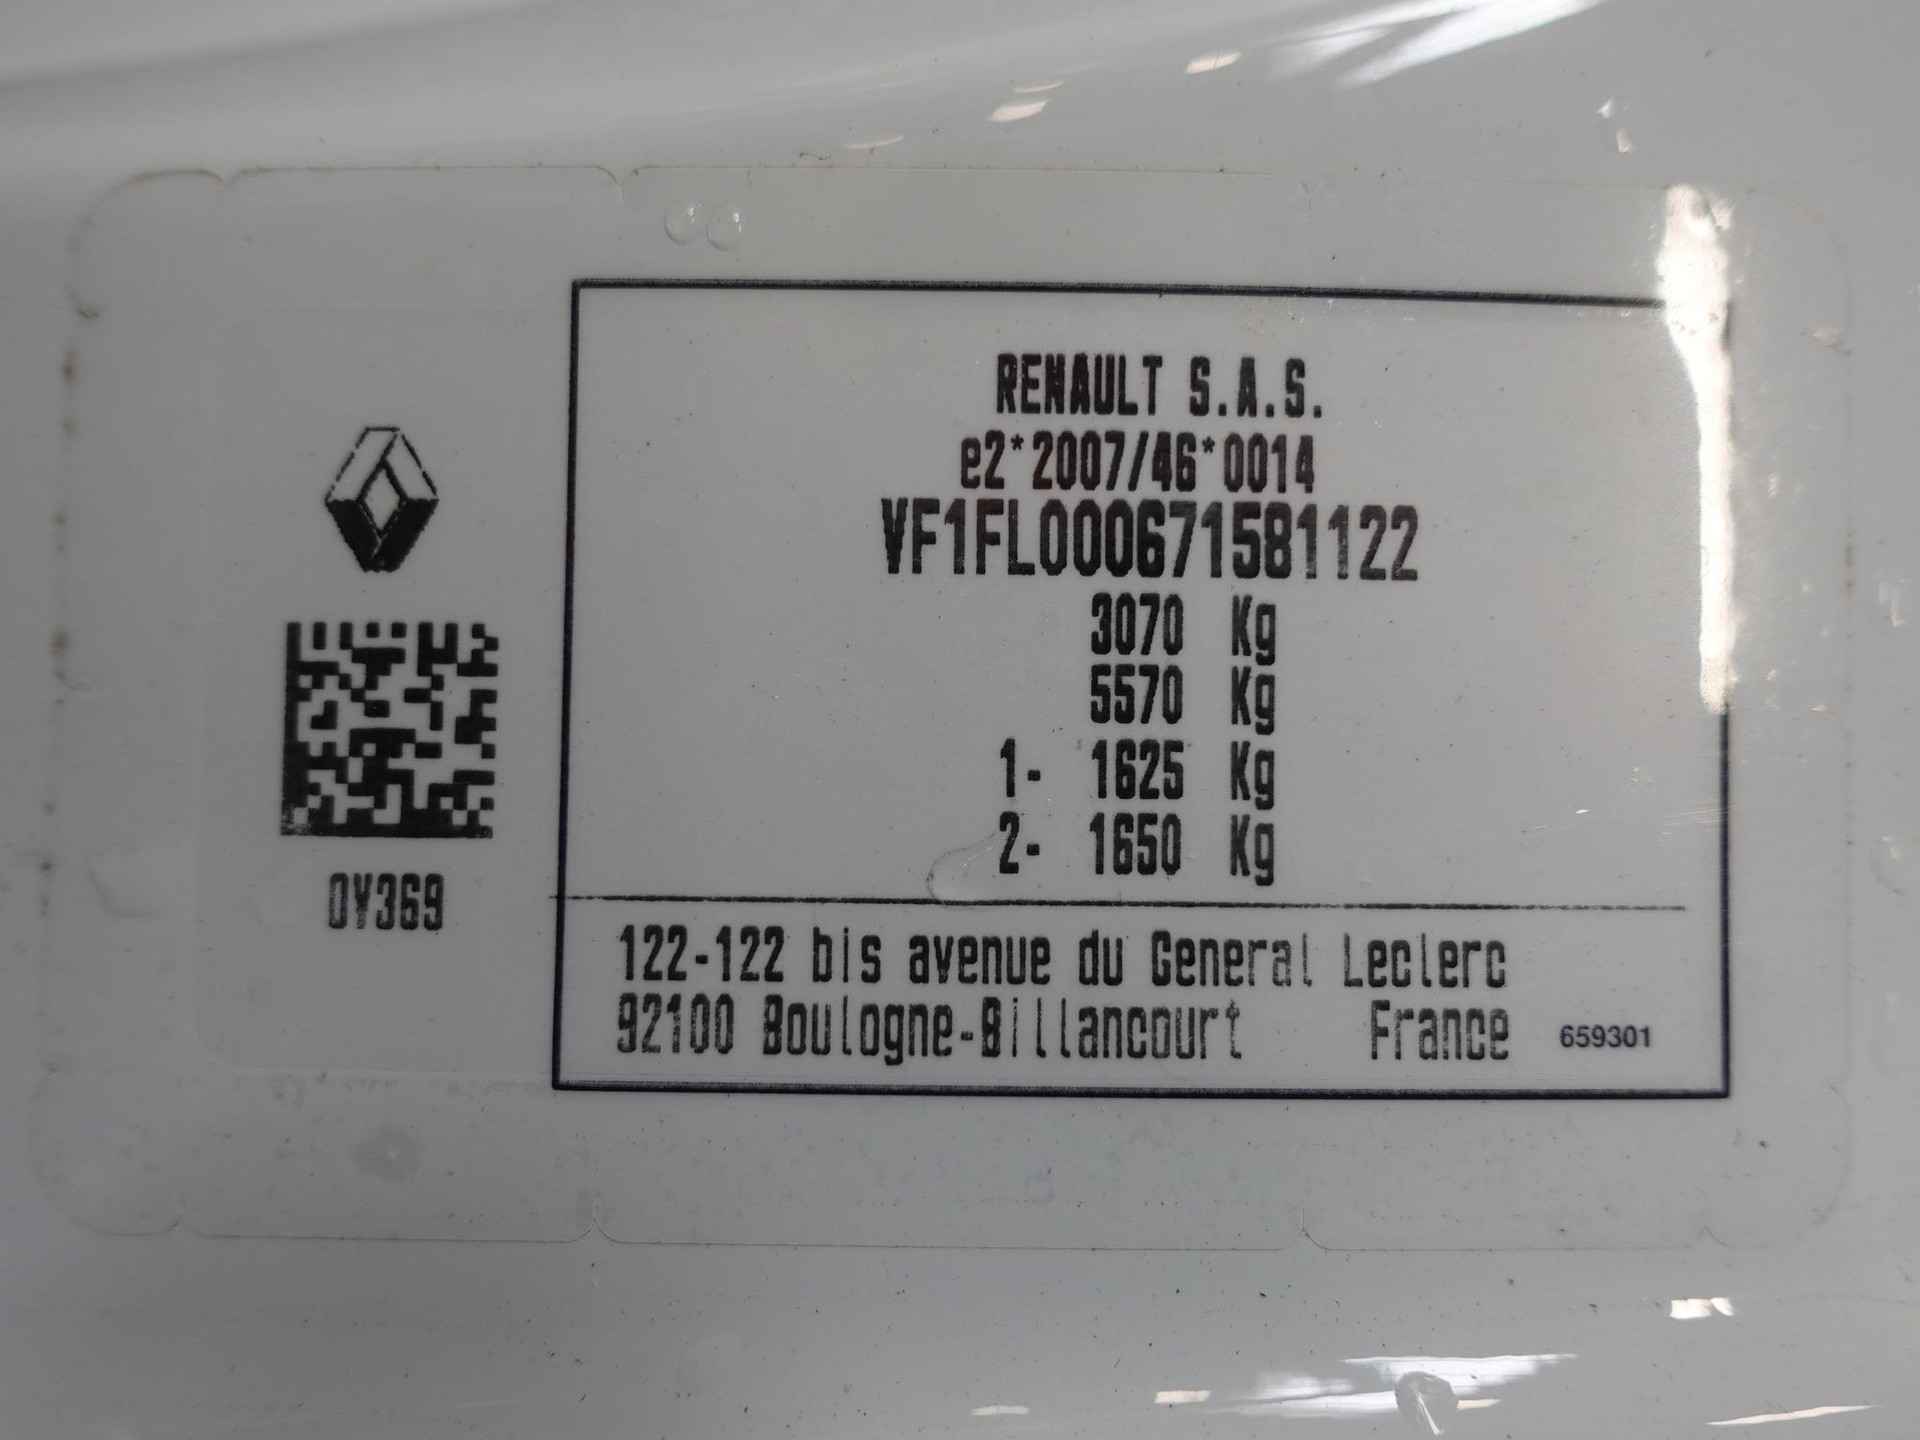 RENAULT S.A.S.
e2*2007/46*0014
VF1FL000671581122
3070 Kg
5570 Kg
1- 1625 Kg
2- 1650 Kg
0V369
122-122 bis avenue du General Leclerc
92100 Boulogne-Billancourt France 659301